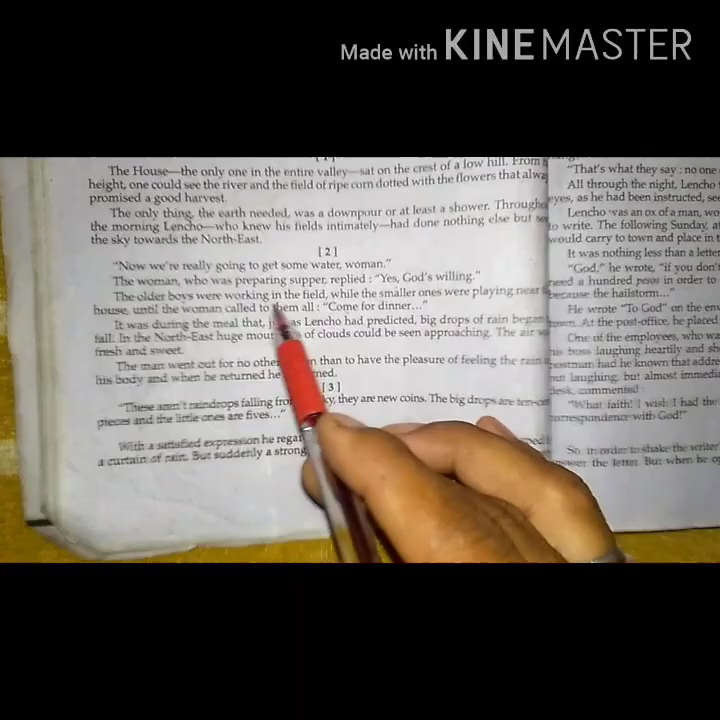 Made with KINEMASTER
The House—the only one in the entire valley—sat on the crest of a low hill. From
height, one could see the river and the field of ripe corn dotted with the flowers that alwa
promised a good harvest.
The only thing, the earth needed, was a downpour or at least a shower. Througho
the morning Lencho—who knew his fields intimately—had done nothing else but se
the sky towards the North-East.
[ 2 ]
"Now we're really going to get some water, woman."
The woman, who was preparing supper, replied : "Yes, God's willing."
The older boys were working in the field, while the smaller ones were playing near
house, until the woman called to them all : "Come for dinner..."
It was during the meal that, as Lencho had predicted, big drops of rain began
fall. In the North-East huge of clouds could be seen approaching. The air
fresh and sweet.
The man went out for no other than to have the pleasure of feeling the rain
his body and when he returned he
[ 3 ]
"These aren't raindrops falling they are new coins. The big drops are
pieces and the little ones are fives..."
With a satisfied expression he
a curtain of rain. But suddenly a strong
"That's what they say : no one
All through the night, Lencho
eyes, as he had been instructed, see
Lencho was an ox of a man, wo
to write. The following Sunday, at
would carry to town and place in t
It was nothing less than a letter
"God," he wrote, "if you don't
need a hundred pesos in order to
because the hailstorm..."
He wrote "To God" on the env
town. At the post-office, he placed
One of the employees, who wa
his boss laughing heartily and sh
postman had he known that addre
but laughing, but almost immedia
desk, commented :
"What faith! I wish I had the
correspondence with God!"
So, in order to shake the writer
answer the letter. But when he op